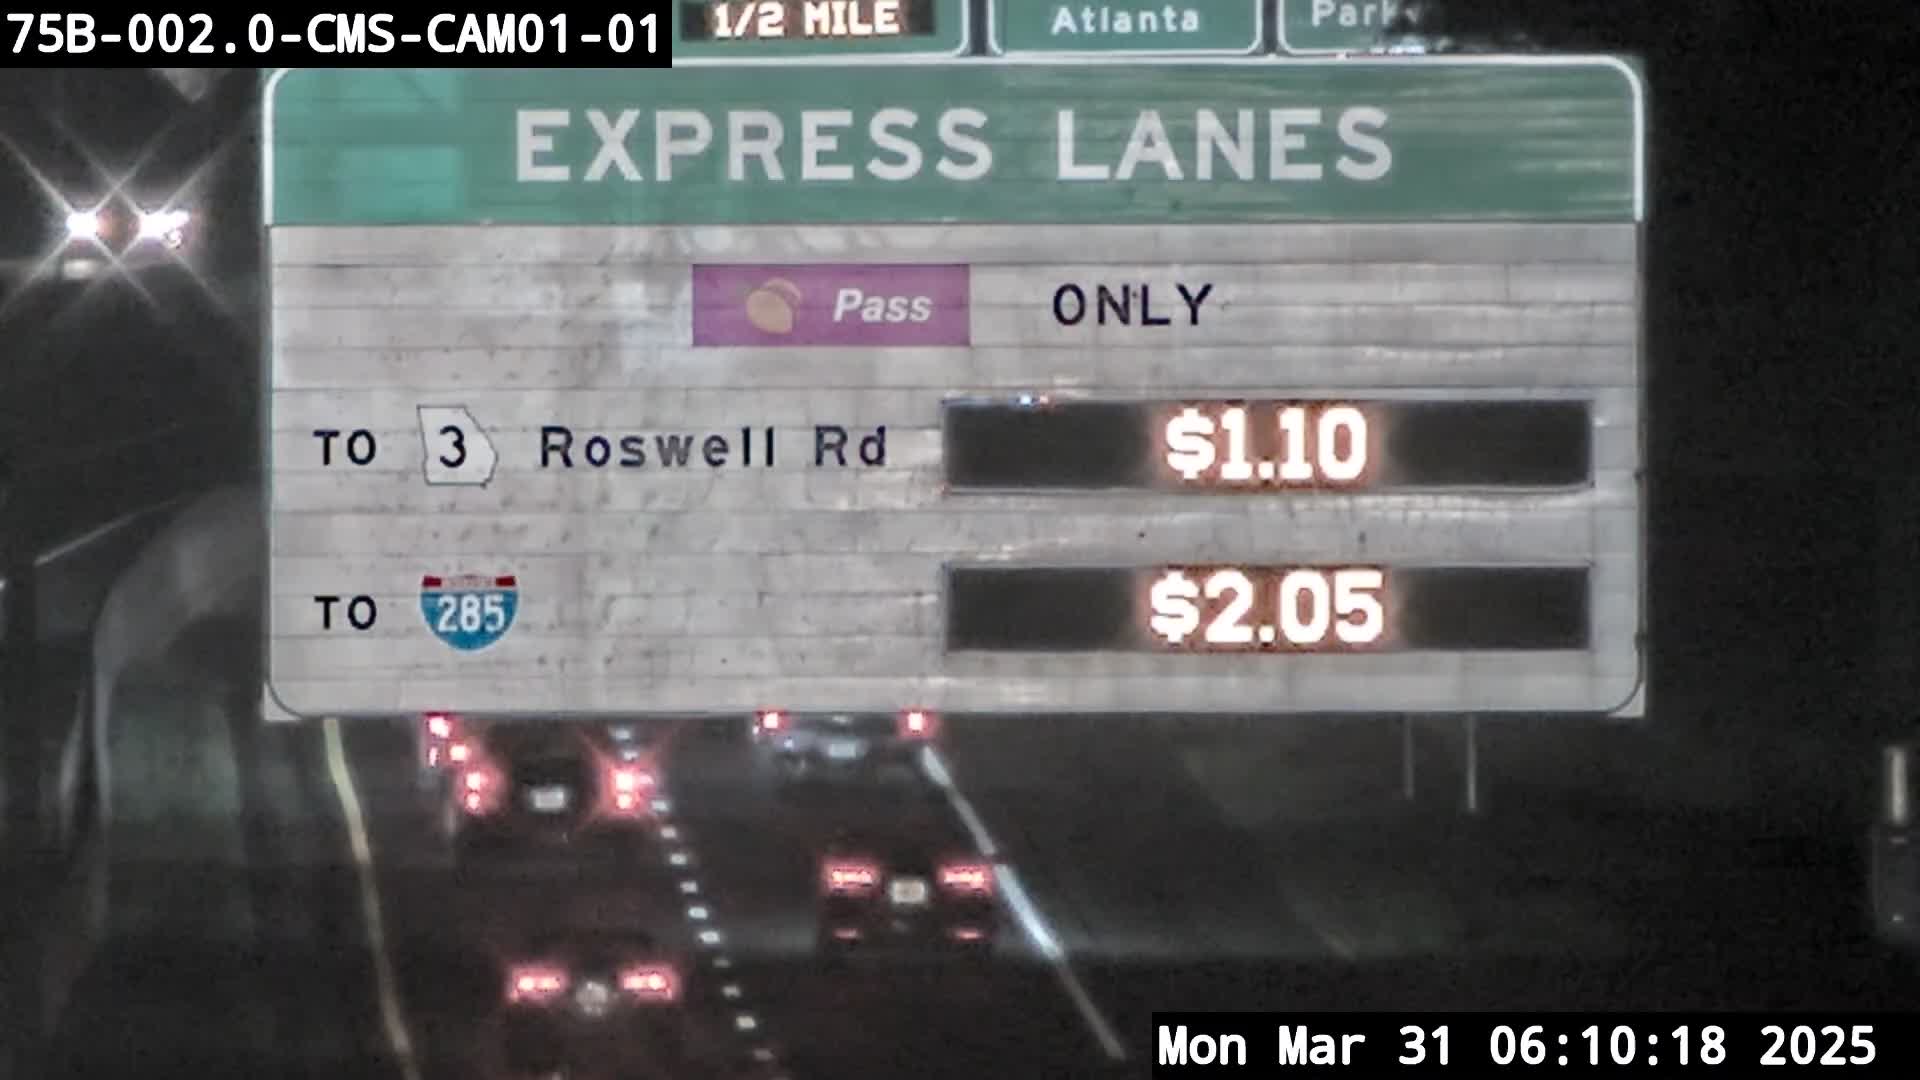 75B-002.0-CMS-CAM01-01
1/2 MILE
Atlanta
EXPRESS LANES
Pass ONLY
TO 3 Roswell Rd $1.10
TO 285 $2.05
Mon Mar 31 06:10:18 2025